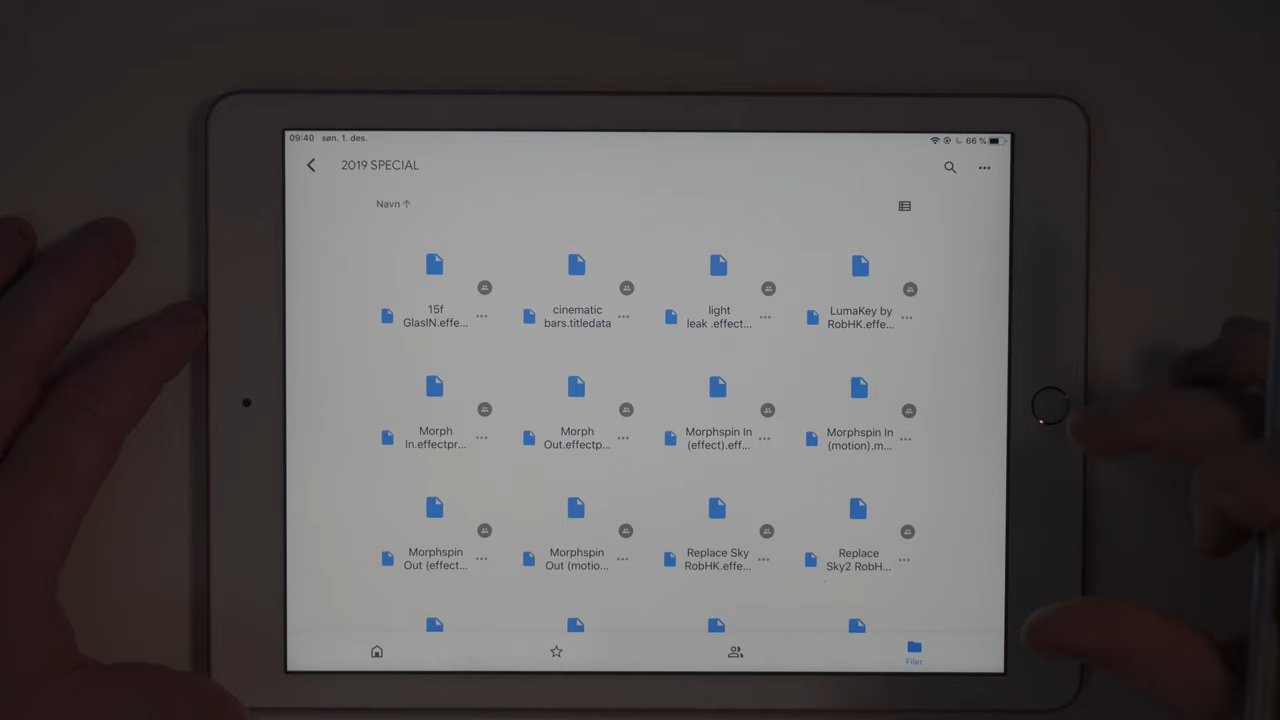 09:40 søn. 1. des.
66 %
2019 SPECIAL
Navn
15f
GlasIN.effe...
cinematic
bars.titledata
light
leak .effect...
LumaKey by
RobHK.effe...
Morph
In.effectpr...
Morph
Out.effectp...
Morphspin In
(effect).eff...
Morphspin In
(motion).m...
Morphspin
Out (effect...
Morphspin
Out (motio...
Replace Sky
RobHK.effe...
Replace
Sky2 RobH...
Filer